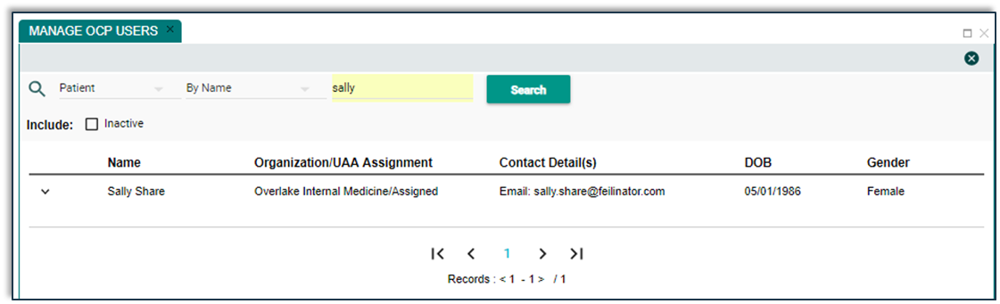 MANAGE OCP USERS
Patient By Name sally Search
Include: Inactive
Name Organization/UAA Assignment Contact Detail(s) DOB Gender
Sally Share Overlake Internal Medicine/Assigned Email: sally.share@feilinator.com 05/01/1986 Female
1
Records : < 1 - 1 > / 1